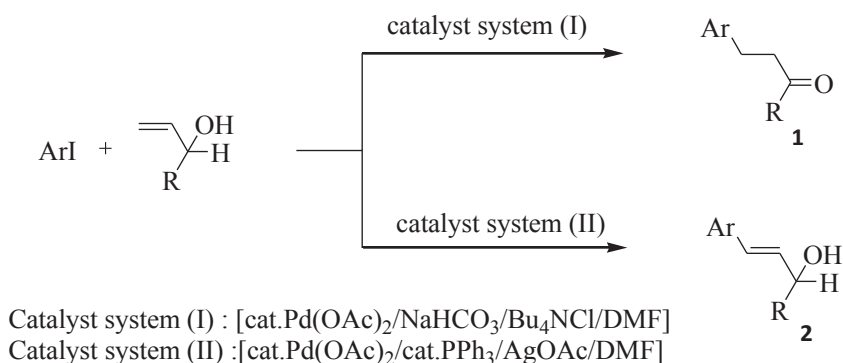 catalyst system (I)
Ar
O
R
1
ArI + OH
H
R
catalyst system (II)
Ar
OH
H
R
2
Catalyst system (I) : [cat.Pd(OAc)2/NaHCO3/Bu4NCl/DMF]
Catalyst system (II) :[cat.Pd(OAc)2/cat.PPh3/AgOAc/DMF]